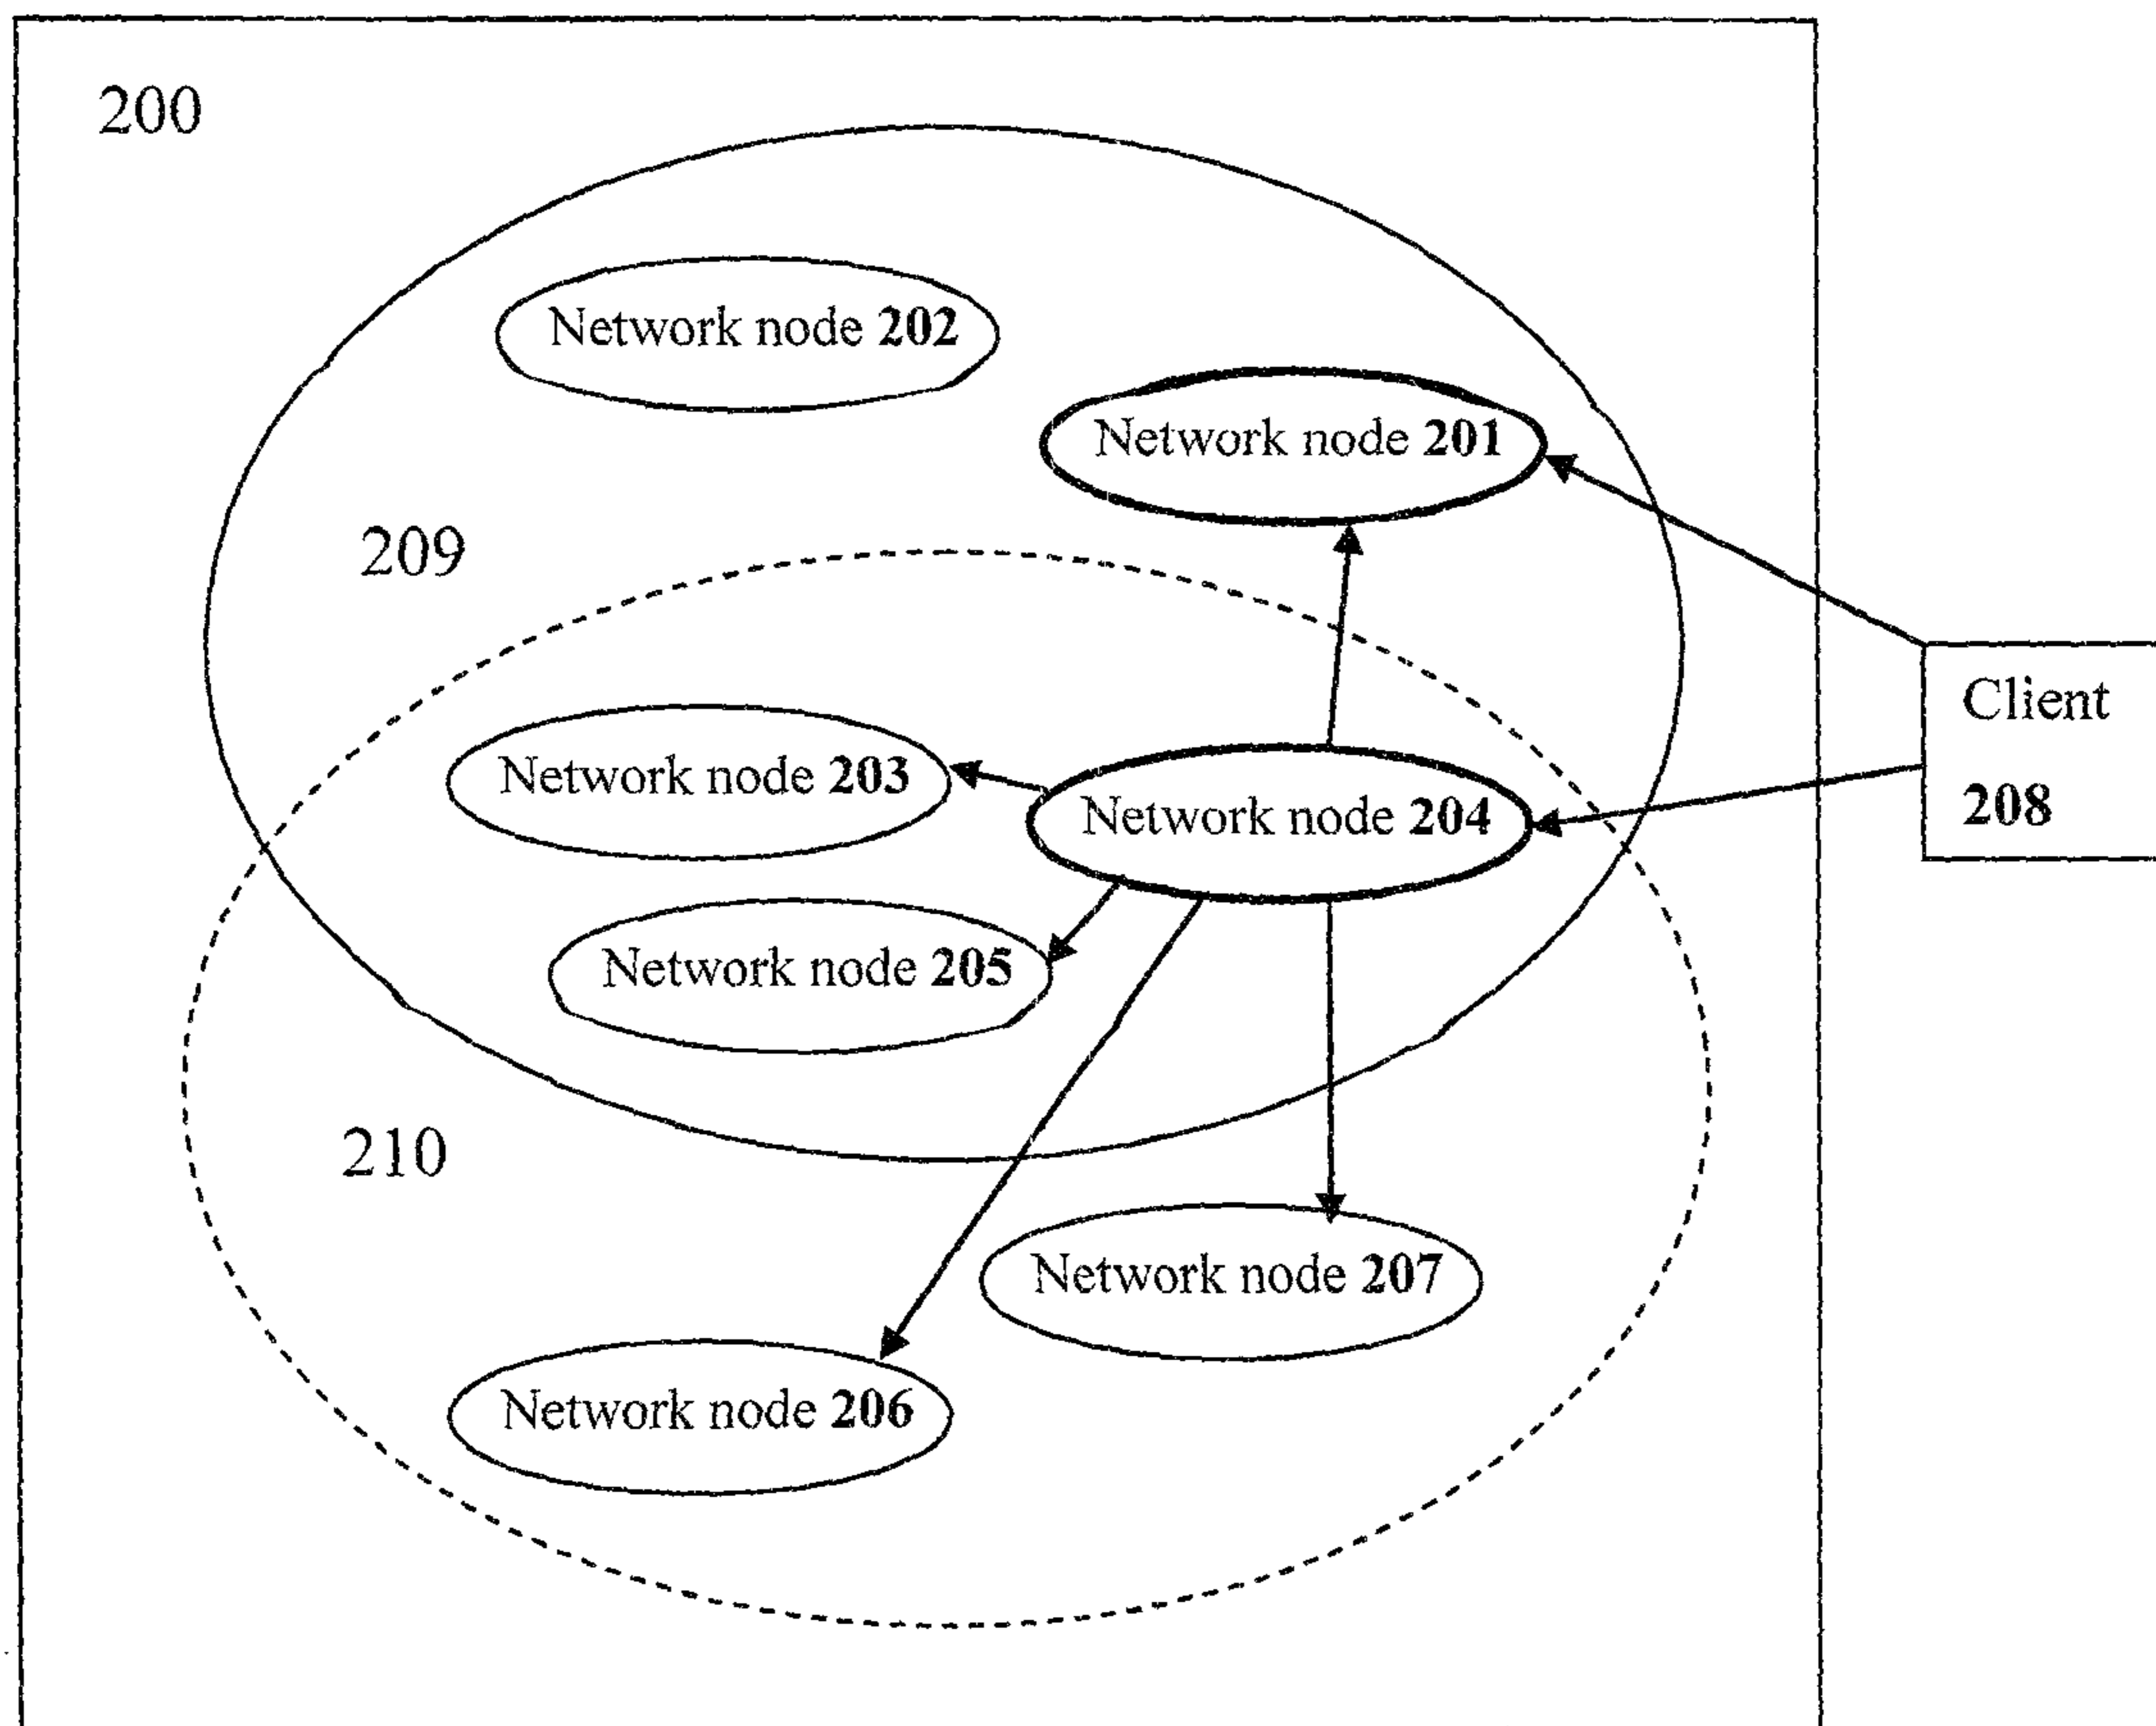 200
Network node 202
Network node 201
209
Network node 203
Network node 204
Client
208
Network node 205
210
Network node 207
Network node 206